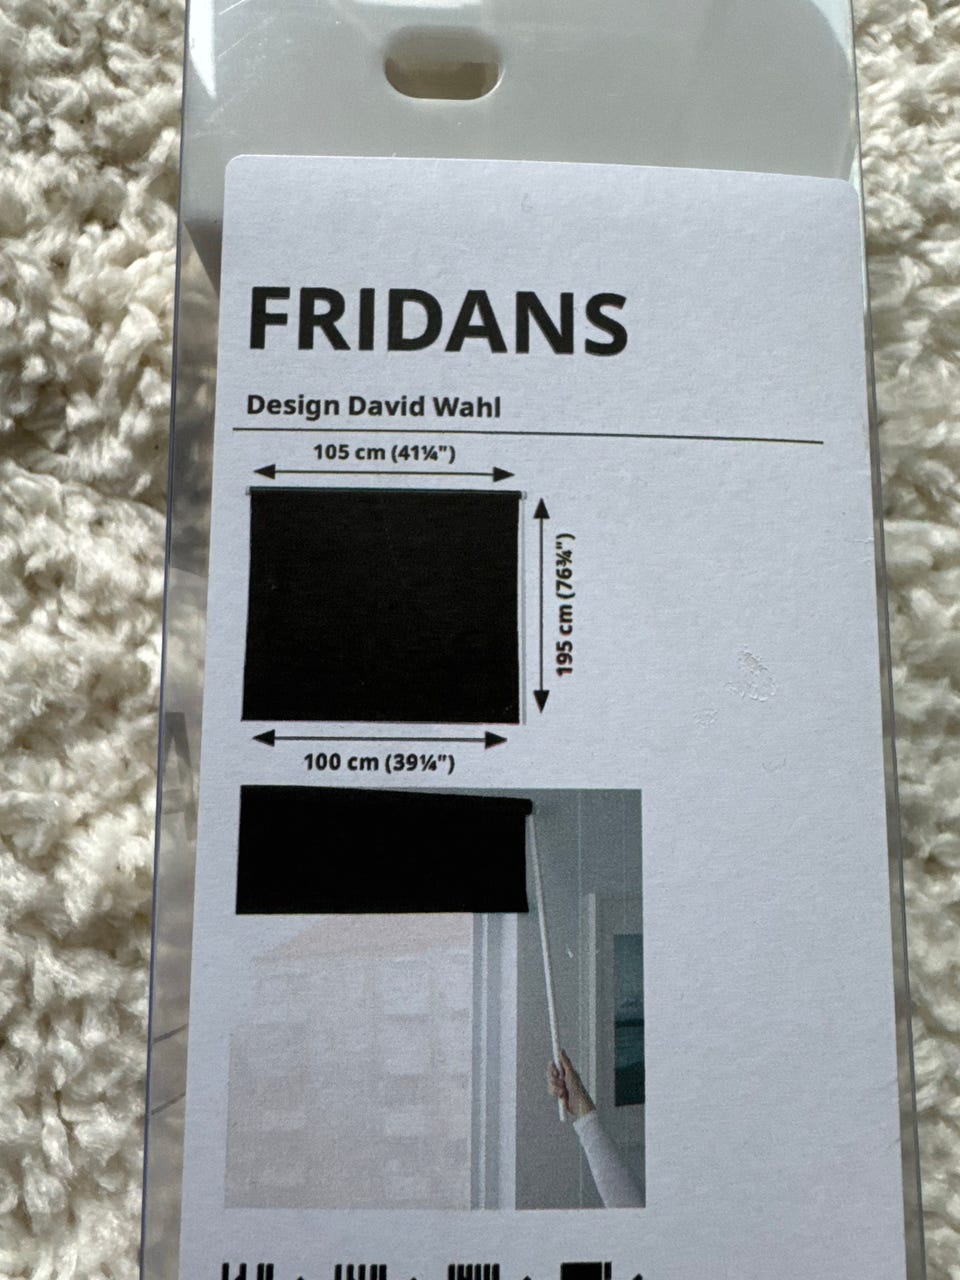 FRIDANS
Design David Wahl
105 cm (41¼")
195 cm (76¾")
100 cm (39¼")